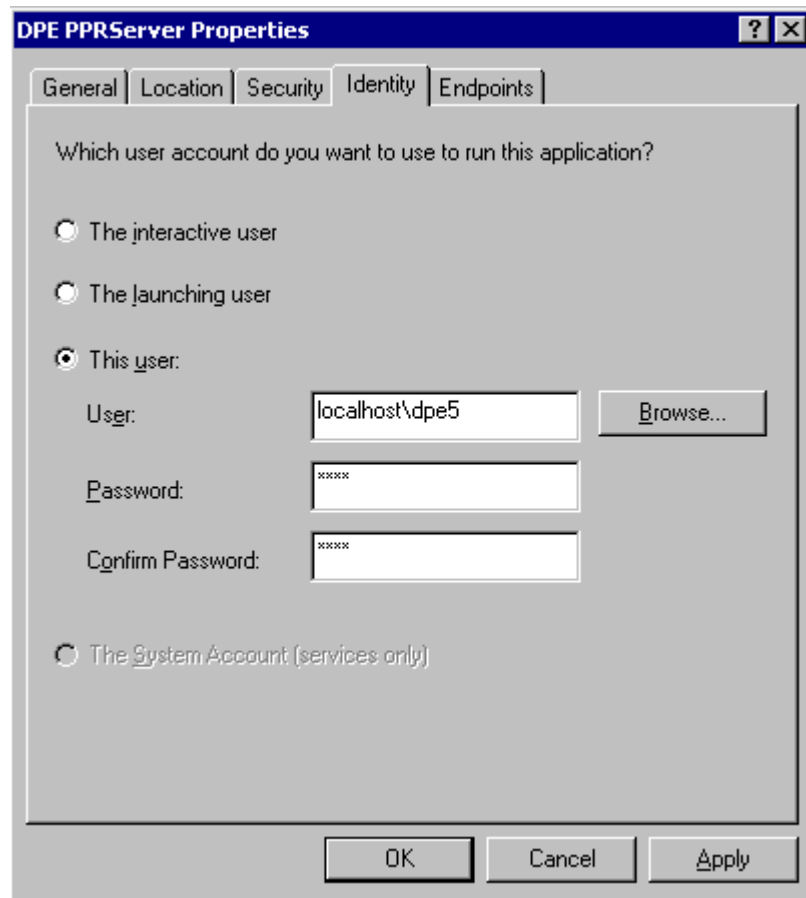 DPE PPRServer Properties
General Location Security Identity Endpoints
Which user account do you want to use to run this application?
The interactive user
The launching user
This user:
User: localhost\dpe5 Browse...
Password: ****
Confirm Password: ****
The System Account (services only)
OK Cancel Apply